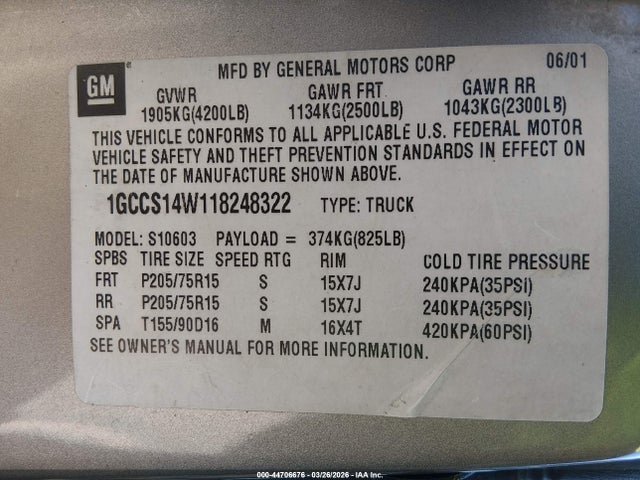 GM
MFD BY GENERAL MOTORS CORP 06/01
GVWR GAWR FRT GAWR RR
1905KG(4200LB) 1134KG(2500LB) 1043KG(2300LB)
THIS VEHICLE CONFORMS TO ALL APPLICABLE U.S. FEDERAL MOTOR
VEHICLE SAFETY AND THEFT PREVENTION STANDARDS IN EFFECT ON
THE DATE OF MANUFACTURE SHOWN ABOVE.
1GCCS14W118248322 TYPE: TRUCK
MODEL: S10603 PAYLOAD = 374KG(825LB)
SPBS TIRE SIZE SPEED RTG RIM COLD TIRE PRESSURE
FRT P205/75R15 S 15X7J 240KPA(35PSI)
RR P205/75R15 S 15X7J 240KPA(35PSI)
SPA T155/90D16 M 16X4T 420KPA(60PSI)
SEE OWNER'S MANUAL FOR MORE INFORMATION.
000-44706676 - 03/26/2026 - IAA Inc.